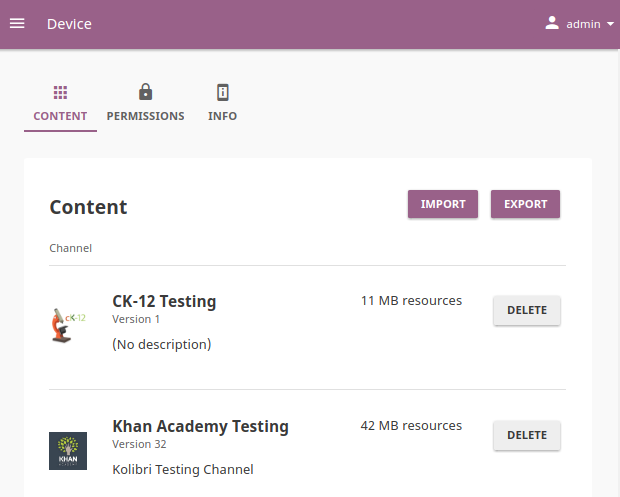 Device
admin
CONTENT
PERMISSIONS
INFO
Content
IMPORT
EXPORT
Channel
CK-12
CK-12 Testing
11 MB resources
DELETE
Version 1
(No description)
KHAN
Khan Academy Testing
42 MB resources
DELETE
Version 32
Kolibri Testing Channel